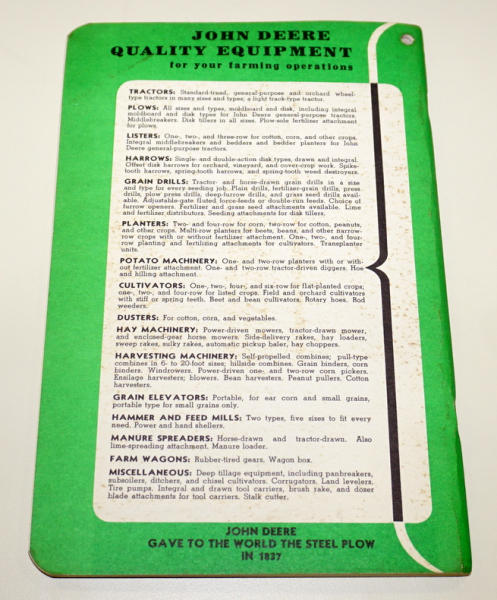 JOHN DEERE
QUALITY EQUIPMENT
for your farming operations
TRACTORS: Standard-tread, general-purpose and orchard wheel-
type tractors in many sizes and types; a light track-type tractor.
PLOWS: All sizes and types, moldboard and disk, including integral
moldboard and disk types for John Deere general-purpose tractors.
Middlebreakers. Disk tillers in all sizes. Plow-sole fertilizer attachment
for plows.
LISTERS: One-, two-, and three-row for cotton, corn, and other crops.
Integral middlebreakers and bedders and bedder planters for John
Deere general-purpose tractors.
HARROWS: Single- and double-action disk types, drawn and integral.
Offset disk harrows for orchard, vineyard, and cover-crop work. Spike-
tooth harrows, spring-tooth harrows, and spring-tooth weed destroyers.
GRAIN DRILLS: Tractor- and horse-drawn grain drills in a size
and type for every seeding job. Plain drills, fertilizer-grain drills, press
drills, plow press drills, deep-furrow drills, and grass seed drills avail-
able. Adjustable-gate fluted force-feeds or double-run feeds. Choice of
furrow openers. Fertilizer and grass seed attachments available. Lime
and fertilizer distributors. Seeding attachments for disk tillers.
PLANTERS: Two- and four-row for corn, two-row for cotton, peanuts,
and other crops. Multi-row planters for beets, beans, and other narrow-
row crops with or without fertilizer attachment. One-, two-, and four-
row planting and fertilizing attachments for cultivators. Transplanter
units.
POTATO MACHINERY: One- and two-row planters with or with-
out fertilizer attachment. One- and two-row tractor-driven diggers. Hoe
and hilling attachment.
CULTIVATORS: One-, two-, four-, and six-row for flat-planted crops;
one-, two-, and four-row for listed crops. Field and orchard cultivators
with stiff or spring teeth. Beet and bean cultivators. Rotary hoes. Rod
weeders.
DUSTERS: For cotton, corn, and vegetables.
HAY MACHINERY: Power-driven mowers, tractor-drawn mower,
and enclosed-gear horse mowers. Side-delivery rakes, hay loaders,
sweep rakes, sulky rakes, automatic pickup baler, hay choppers.
HARVESTING MACHINERY: Self-propelled combines; pull-type
combines in 6- to 20-foot sizes; hillside combines. Grain binders, corn
binders. Windrowers. Power-driven one- and two-row corn pickers.
Ensilage harvesters; blowers. Bean harvesters. Peanut pullers. Cotton
harvesters.
GRAIN ELEVATORS: Portable, for ear corn and small grains,
portable type for small grains only.
HAMMER AND FEED MILLS: Two types, five sizes to fit every
need. Power and hand shellers.
MANURE SPREADERS: Horse-drawn and tractor-drawn. Also
lime-spreading attachment. Manure loader.
FARM WAGONS: Rubber-tired gears. Wagon box.
MISCELLANEOUS: Deep tillage equipment, including panbreakers,
subsoilers, ditchers, and chisel cultivators. Corrugators. Land levelers.
Tire pumps. Integral and drawn tool carriers, brush rake, and dozer
blade attachments for tool carriers. Stalk cutter.
JOHN DEERE
GAVE TO THE WORLD THE STEEL PLOW
IN 1837